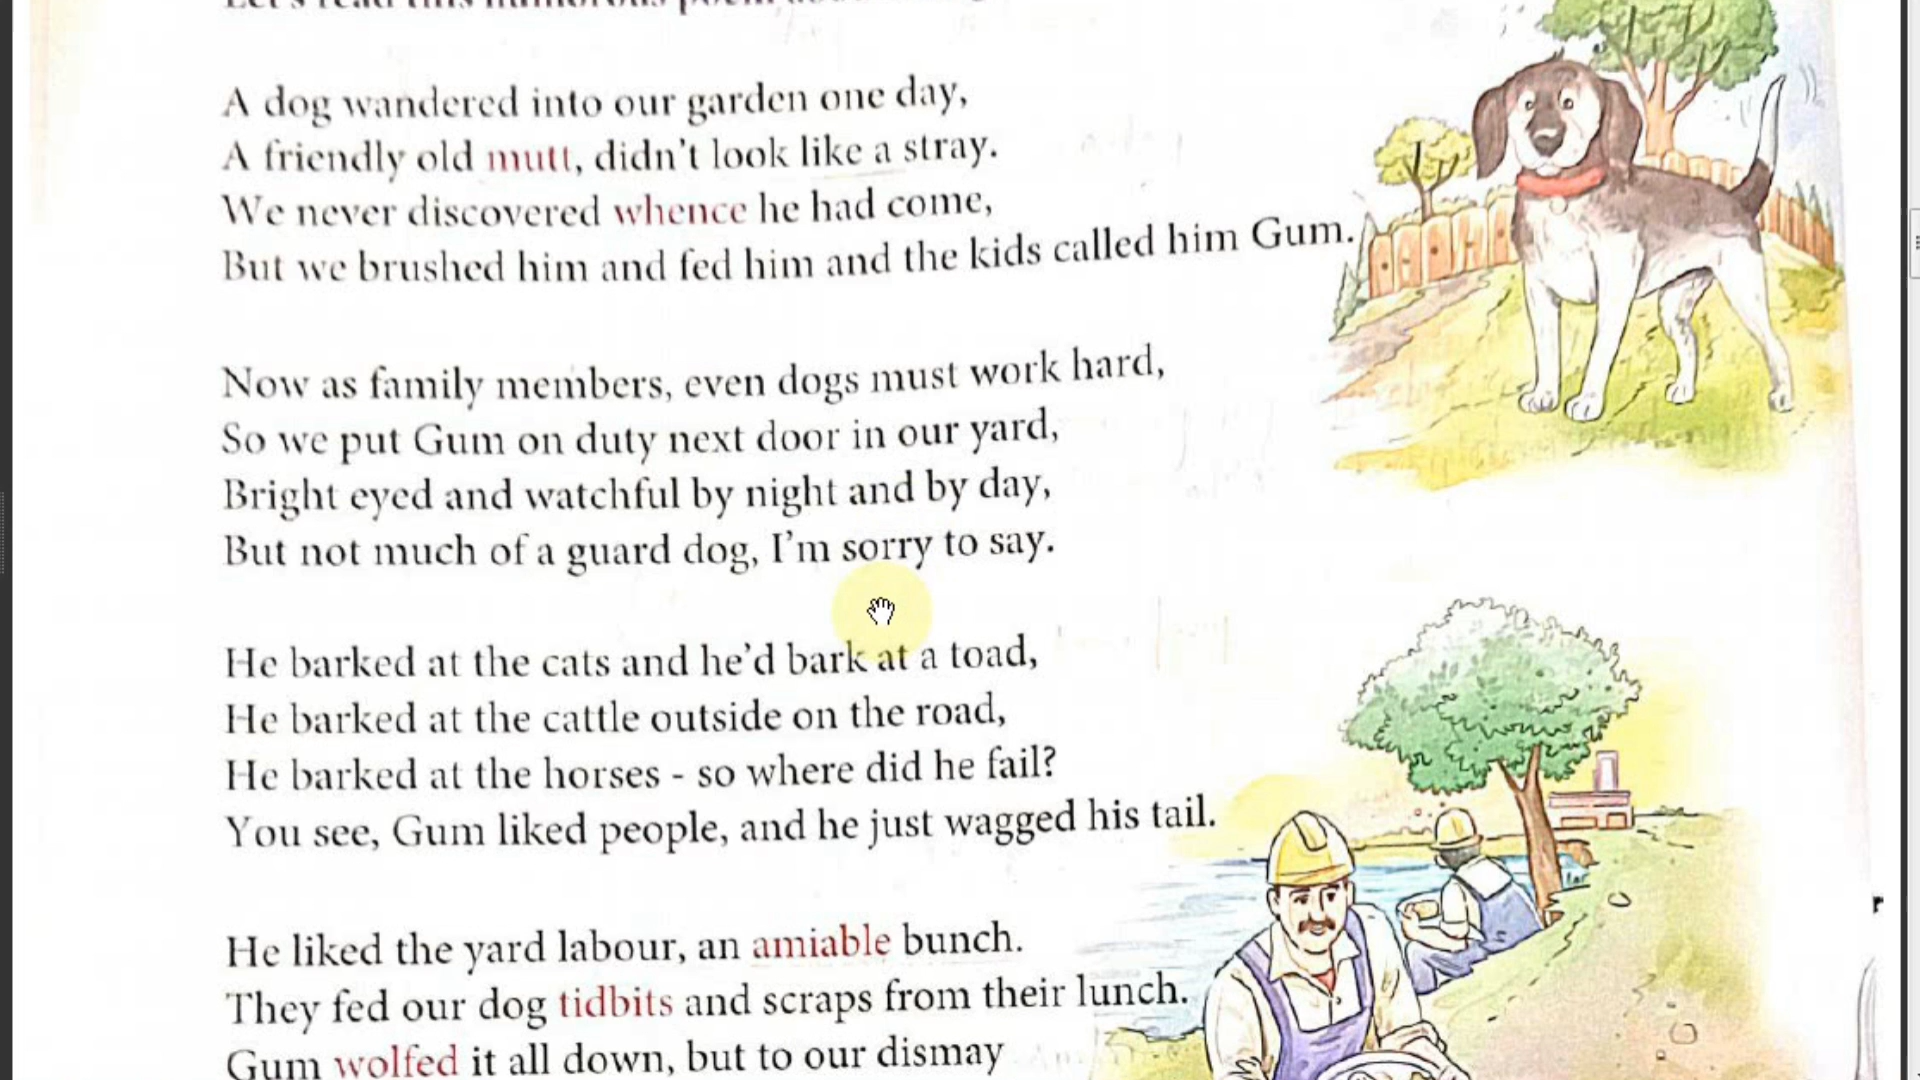 Let's read this humorous poem about
A dog wandered into our garden one day,
A friendly old mutt, didn't look like a stray.
We never discovered whence he had come,
But we brushed him and fed him and the kids called him Gum.
Now as family members, even dogs must work hard,
So we put Gum on duty next door in our yard,
Bright eyed and watchful by night and by day,
But not much of a guard dog, I'm sorry to say.
He barked at the cats and he'd bark at a toad,
He barked at the cattle outside on the road,
He barked at the horses - so where did he fail?
You see, Gum liked people, and he just wagged his tail.
He liked the yard labour, an amiable bunch.
They fed our dog tidbits and scraps from their lunch.
Gum wolfed it all down, but to our dismay